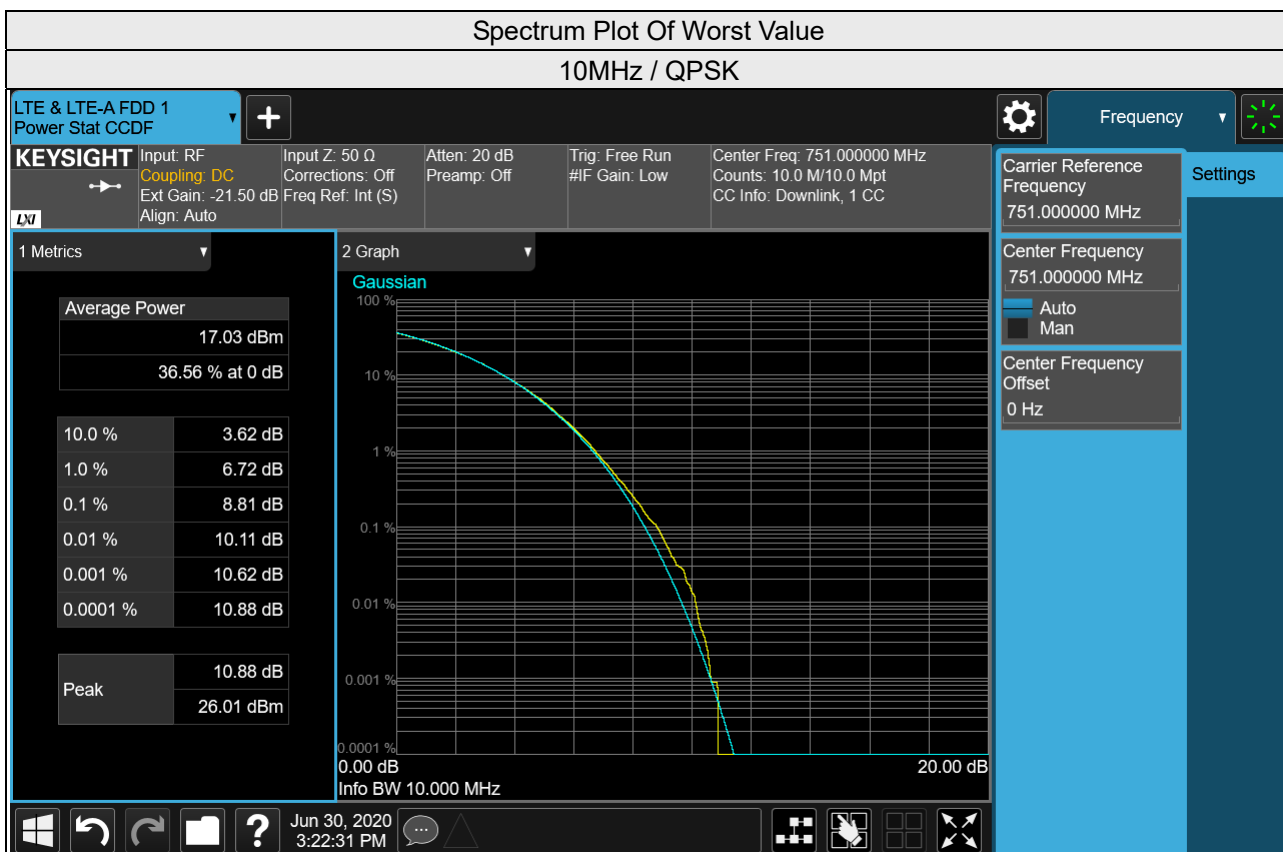 Spectrum Plot Of Worst Value
10MHz / QPSK
LTE & LTE-A FDD 1
Power Stat CCDF
+
Frequency
KEYSIGHT
LXI
Input: RF
Coupling: DC
Ext Gain: -21.50 dB
Align: Auto
Input Z: 50 Ω
Corrections: Off
Freq Ref: Int (S)
Atten: 20 dB
Preamp: Off
Trig: Free Run
#IF Gain: Low
Center Freq: 751.000000 MHz
Counts: 10.0 M/10.0 Mpt
CC Info: Downlink, 1 CC
Carrier Reference
Frequency
751.000000 MHz
Settings
Center Frequency
751.000000 MHz
Auto
Man
Center Frequency
Offset
0 Hz
1 Metrics
Average Power
17.03 dBm
36.56 % at 0 dB
10.0 % 3.62 dB
1.0 % 6.72 dB
0.1 % 8.81 dB
0.01 % 10.11 dB
0.001 % 10.62 dB
0.0001 % 10.88 dB
Peak
10.88 dB
26.01 dBm
2 Graph
Gaussian
100 %
10 %
1 %
0.1 %
0.01 %
0.001 %
0.0001 %
0.00 dB 20.00 dB
Info BW 10.000 MHz
?
Jun 30, 2020
3:22:31 PM